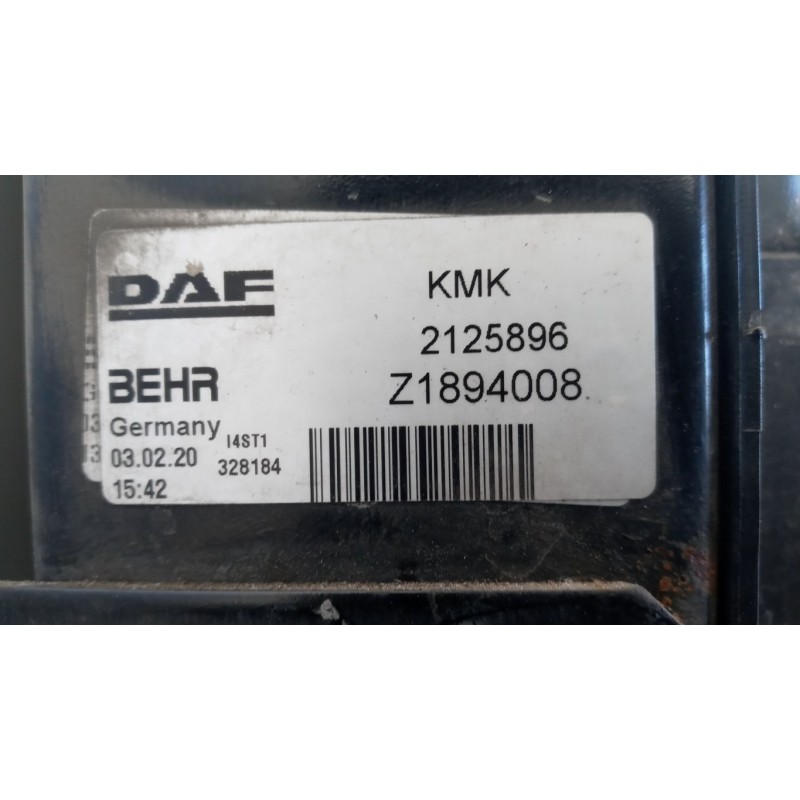 DAF
KMK
2125896
BEHR
Z1894008
Germany
I4ST1
03.02.20
328184
15:42